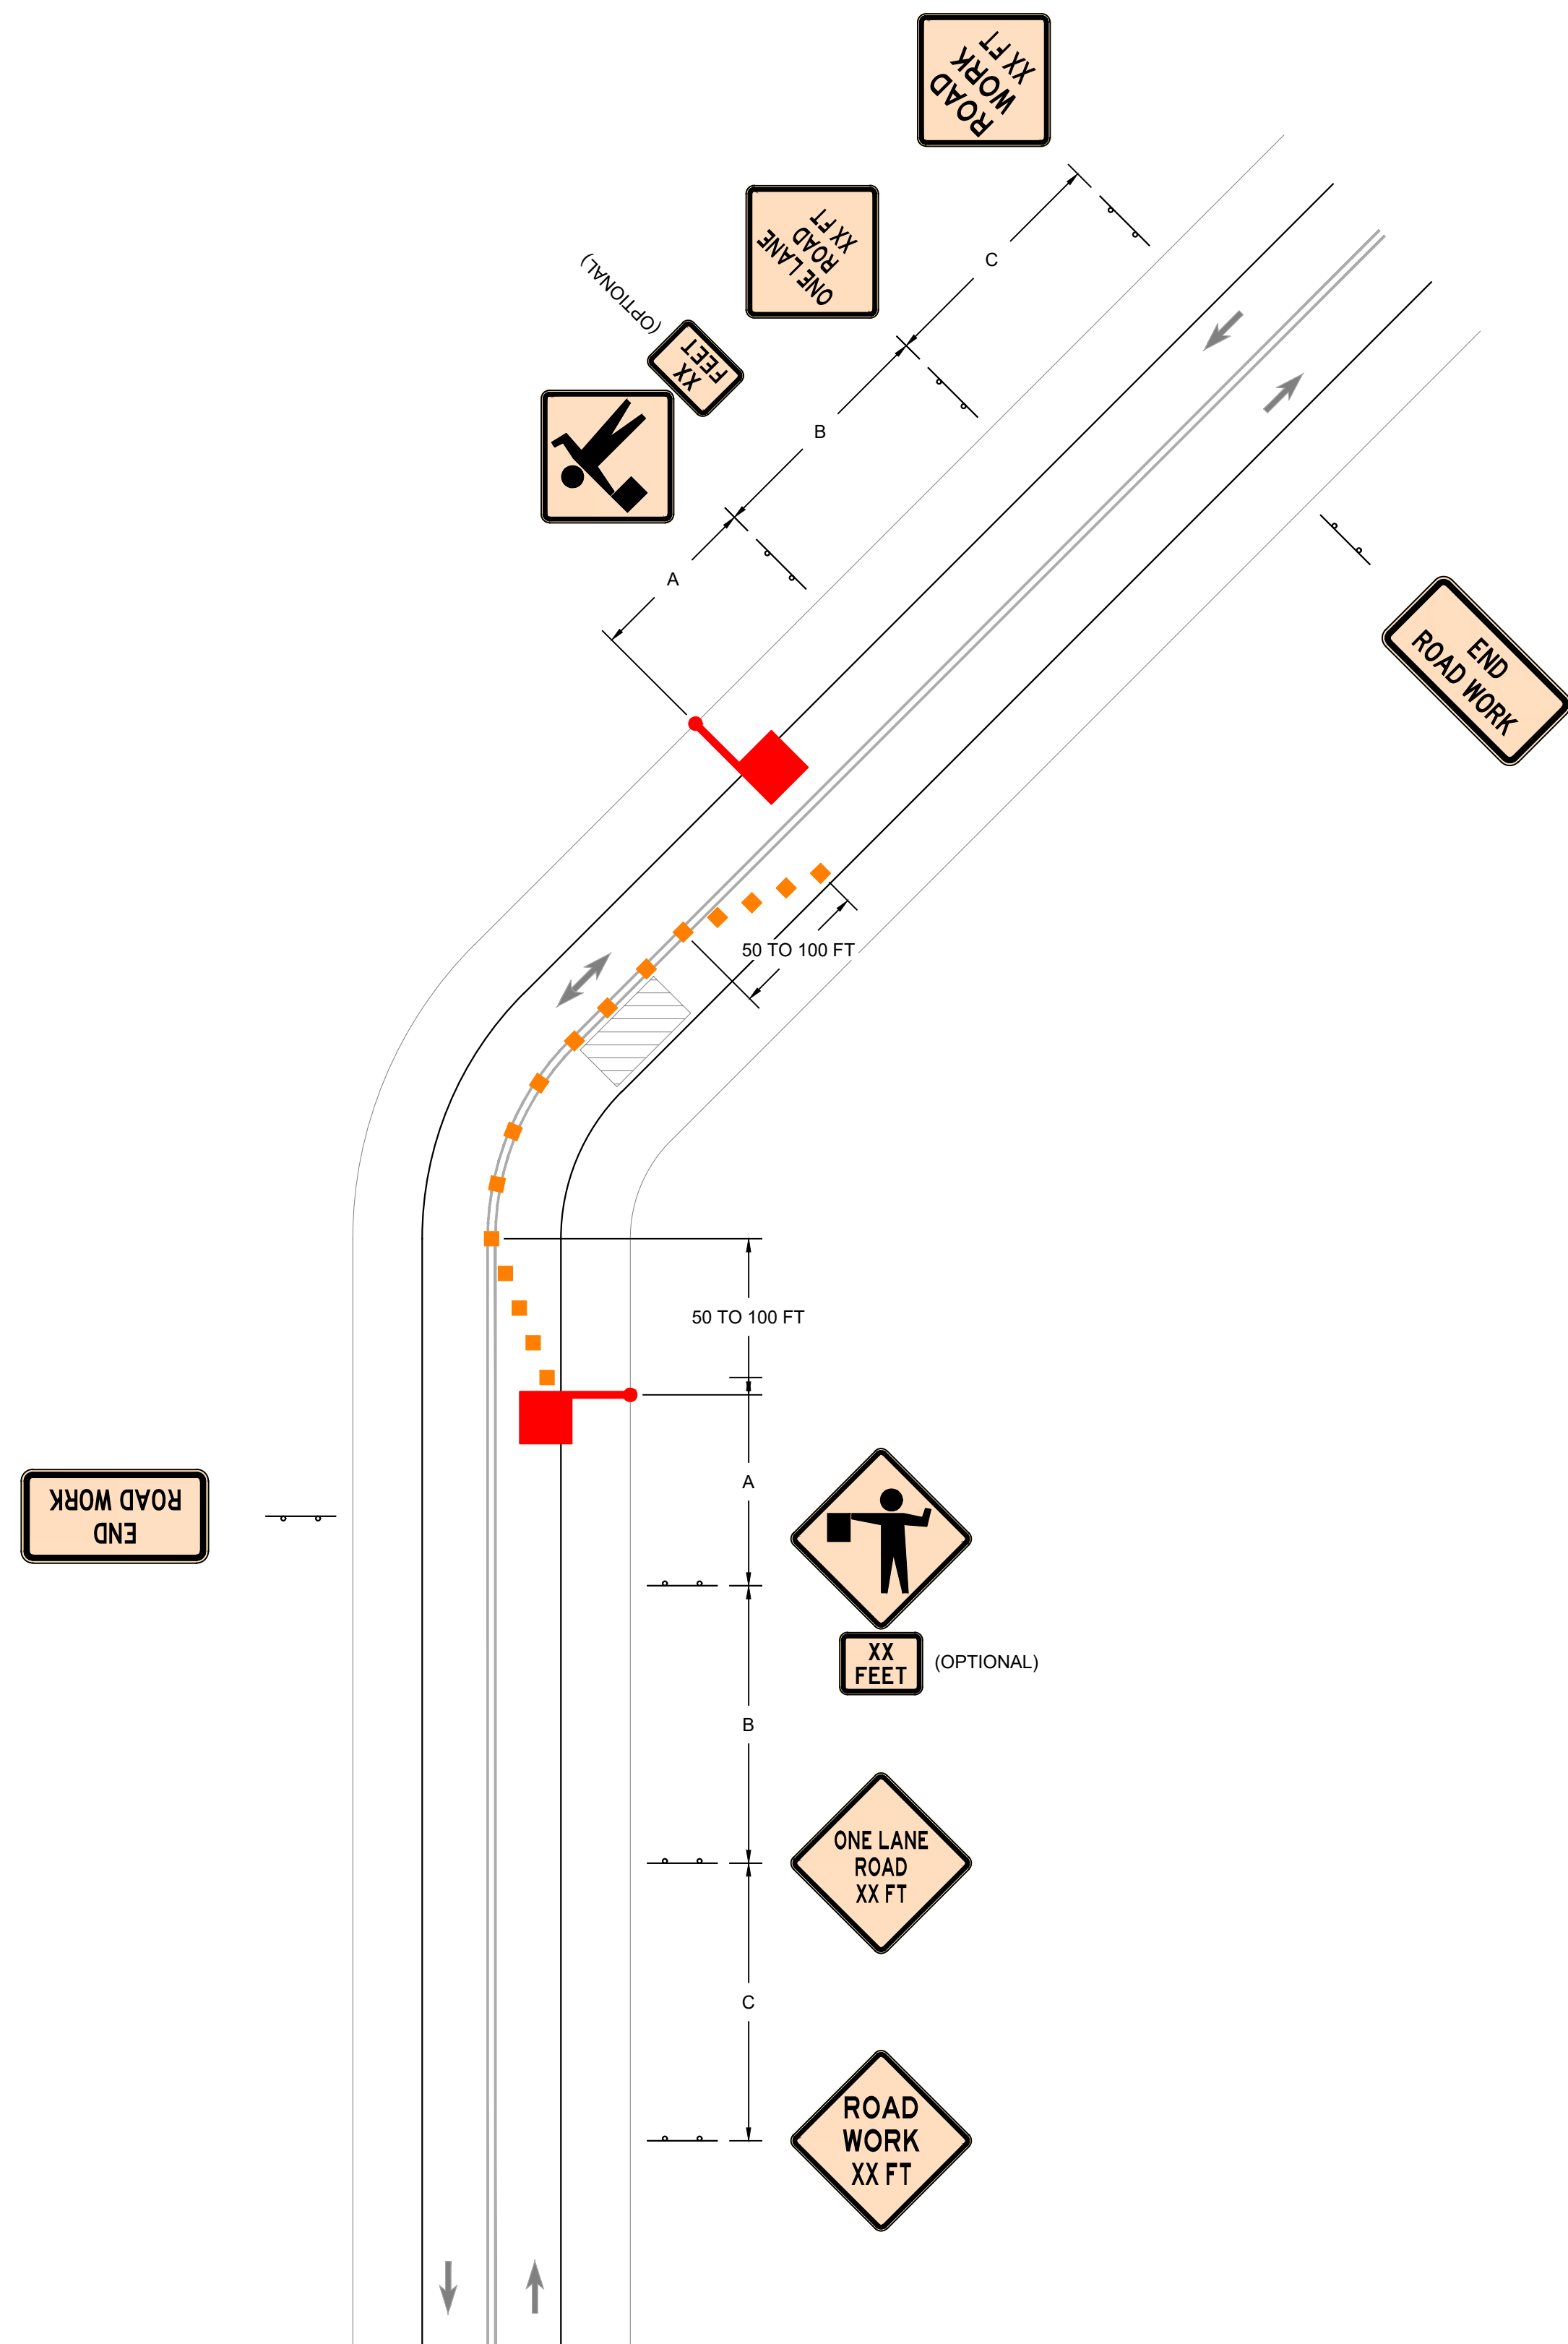 ROAD
WORK
XX FT
C
ONE LANE
ROAD
XX FT
(OPTIONAL)
XX
FEET
B
A
END
ROAD WORK
50 TO 100 FT
50 TO 100 FT
A
END
ROAD WORK
XX
FEET
(OPTIONAL)
B
ONE LANE
ROAD
XX FT
C
ROAD
WORK
XX FT